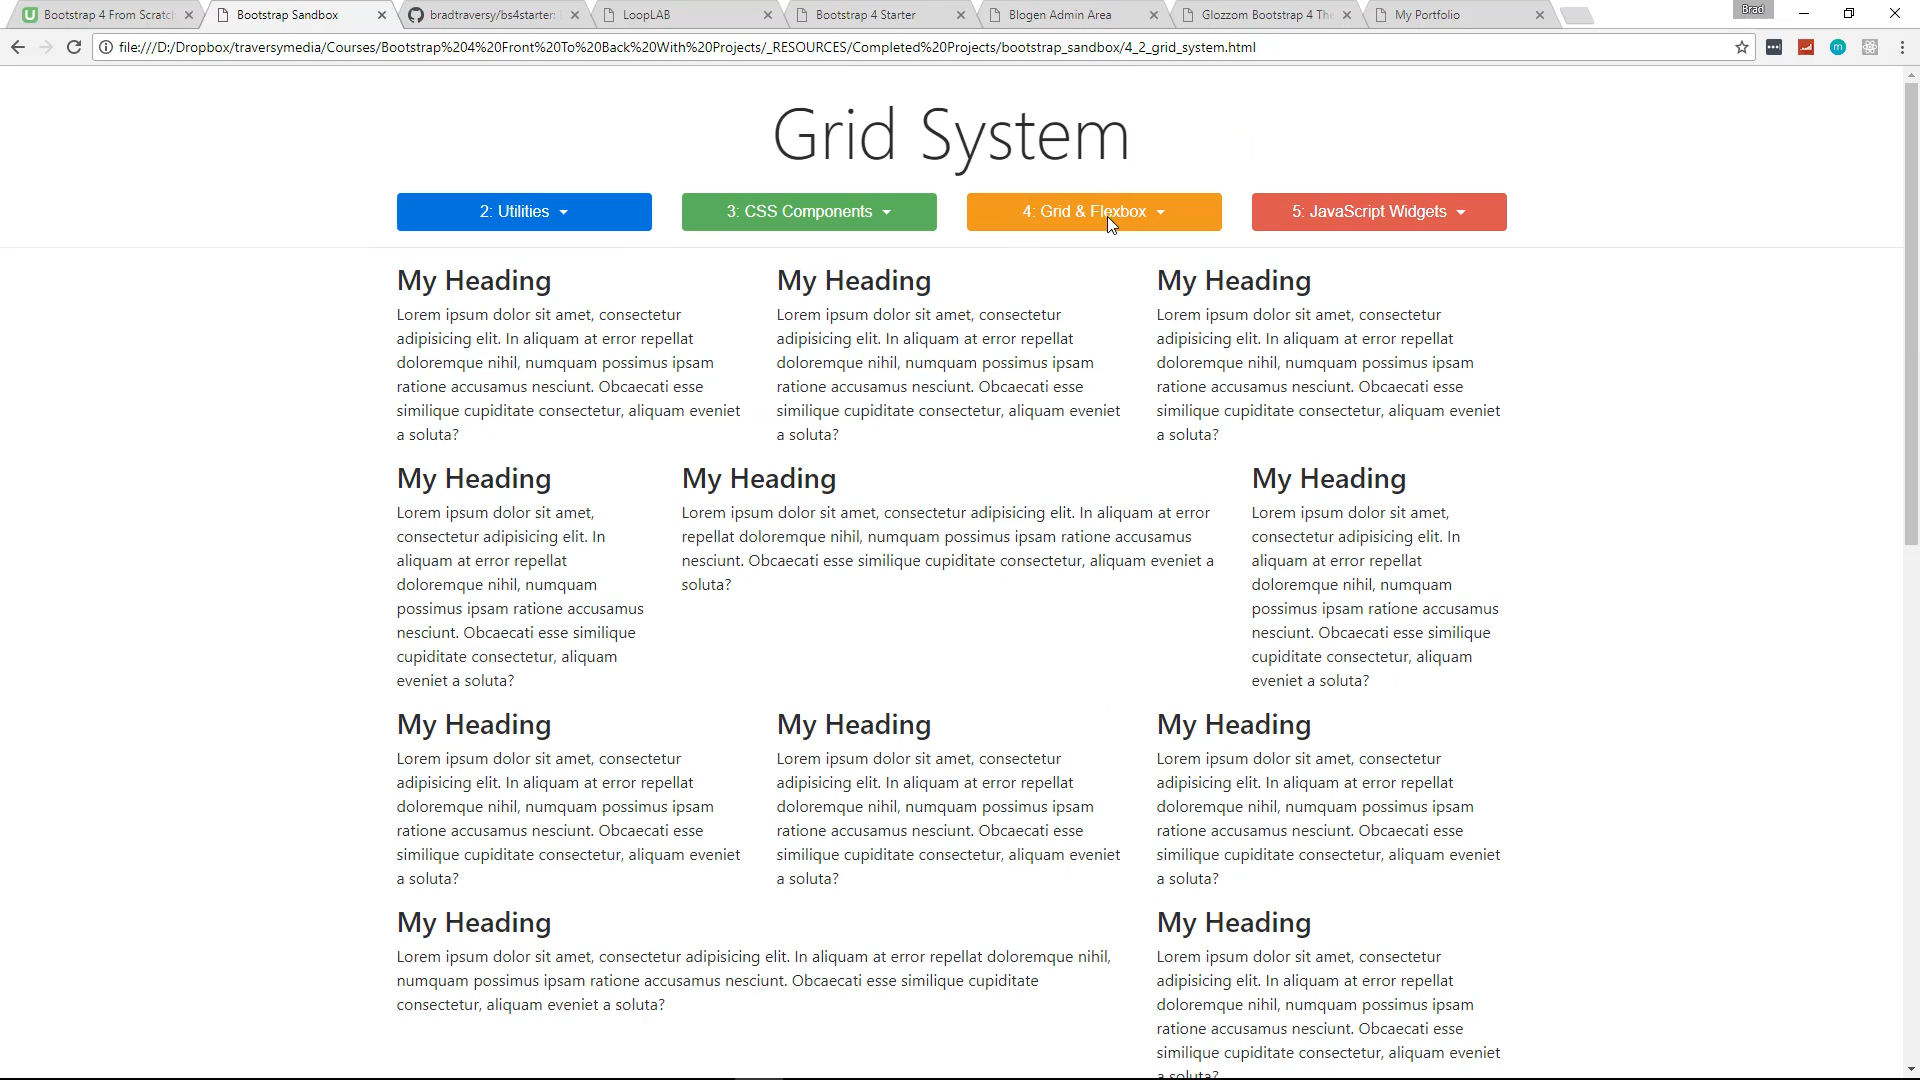 Bootstrap 4 From Scratch
Bootstrap Sandbox
bradtraversy/bs4starter:
LoopLAB
Bootstrap 4 Starter
Blogen Admin Area
Glozzom Bootstrap 4 The
My Portfolio
Brad
file:///D:/Dropbox/traversymedia/Courses/Bootstrap%204%20Front%20To%20Back%20With%20Projects/_RESOURCES/Completed%20Projects/bootstrap_sandbox/4_2_grid_system.html
Grid System
2: Utilities
3: CSS Components
4: Grid & Flexbox
5: JavaScript Widgets
My Heading
Lorem ipsum dolor sit amet, consectetur
adipisicing elit. In aliquam at error repellat
doloremque nihil, numquam possimus ipsam
ratione accusamus nesciunt. Obcaecati esse
similique cupiditate consectetur, aliquam eveniet
a soluta?
My Heading
Lorem ipsum dolor sit amet, consectetur
adipisicing elit. In aliquam at error repellat
doloremque nihil, numquam possimus ipsam
ratione accusamus nesciunt. Obcaecati esse
similique cupiditate consectetur, aliquam eveniet
a soluta?
My Heading
Lorem ipsum dolor sit amet, consectetur
adipisicing elit. In aliquam at error repellat
doloremque nihil, numquam possimus ipsam
ratione accusamus nesciunt. Obcaecati esse
similique cupiditate consectetur, aliquam eveniet
a soluta?
My Heading
Lorem ipsum dolor sit amet,
consectetur adipisicing elit. In
aliquam at error repellat
doloremque nihil, numquam
possimus ipsam ratione accusamus
nesciunt. Obcaecati esse similique
cupiditate consectetur, aliquam
eveniet a soluta?
My Heading
Lorem ipsum dolor sit amet, consectetur adipisicing elit. In aliquam at error
repellat doloremque nihil, numquam possimus ipsam ratione accusamus
nesciunt. Obcaecati esse similique cupiditate consectetur, aliquam eveniet a
soluta?
My Heading
Lorem ipsum dolor sit amet,
consectetur adipisicing elit. In
aliquam at error repellat
doloremque nihil, numquam
possimus ipsam ratione accusamus
nesciunt. Obcaecati esse similique
cupiditate consectetur, aliquam
eveniet a soluta?
My Heading
Lorem ipsum dolor sit amet, consectetur
adipisicing elit. In aliquam at error repellat
doloremque nihil, numquam possimus ipsam
ratione accusamus nesciunt. Obcaecati esse
similique cupiditate consectetur, aliquam eveniet
a soluta?
My Heading
Lorem ipsum dolor sit amet, consectetur
adipisicing elit. In aliquam at error repellat
doloremque nihil, numquam possimus ipsam
ratione accusamus nesciunt. Obcaecati esse
similique cupiditate consectetur, aliquam eveniet
a soluta?
My Heading
Lorem ipsum dolor sit amet, consectetur
adipisicing elit. In aliquam at error repellat
doloremque nihil, numquam possimus ipsam
ratione accusamus nesciunt. Obcaecati esse
similique cupiditate consectetur, aliquam eveniet
a soluta?
My Heading
Lorem ipsum dolor sit amet, consectetur adipisicing elit. In aliquam at error repellat doloremque nihil,
numquam possimus ipsam ratione accusamus nesciunt. Obcaecati esse similique cupiditate
consectetur, aliquam eveniet a soluta?
My Heading
Lorem ipsum dolor sit amet, consectetur
adipisicing elit. In aliquam at error repellat
doloremque nihil, numquam possimus ipsam
ratione accusamus nesciunt. Obcaecati esse
similique cupiditate consectetur, aliquam eveniet
a soluta?